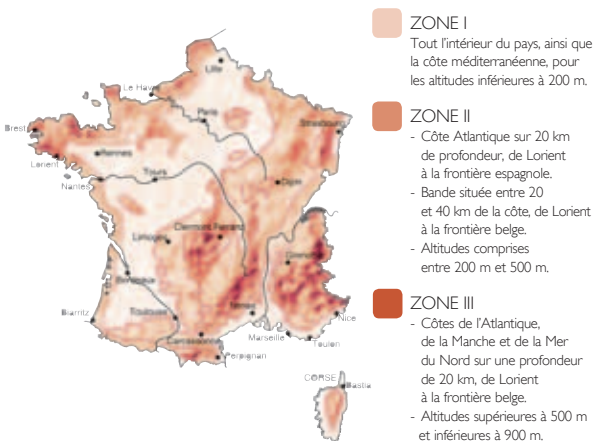 ZONE I
Tout l'intérieur du pays, ainsi que
la côte méditerranéenne, pour
les altitudes inférieures à 200 m.
ZONE II
- Côte Atlantique sur 20 km
de profondeur, de Lorient
à la frontière espagnole.
- Bande située entre 20
et 40 km de la côte, de Lorient
à la frontière belge.
- Altitudes comprises
entre 200 m et 500 m.
ZONE III
- Côtes de l'Atlantique,
de la Manche et de la Mer
du Nord sur une profondeur
de 20 km, de Lorient
à la frontière belge.
- Altitudes supérieures à 500 m
et inférieures à 900 m.
Lille
Le Havre
Paris
Strasbourg
Brest
Rennes
Lorient
Tours
Nantes
Dijon
Clermont Ferrand
Limoges
Grenoble
Bordeaux
Biarritz
Toulouse
Nimes
Nice
Carcassonne
Marseille
Toulon
Perpignan
CORSE
Bastia